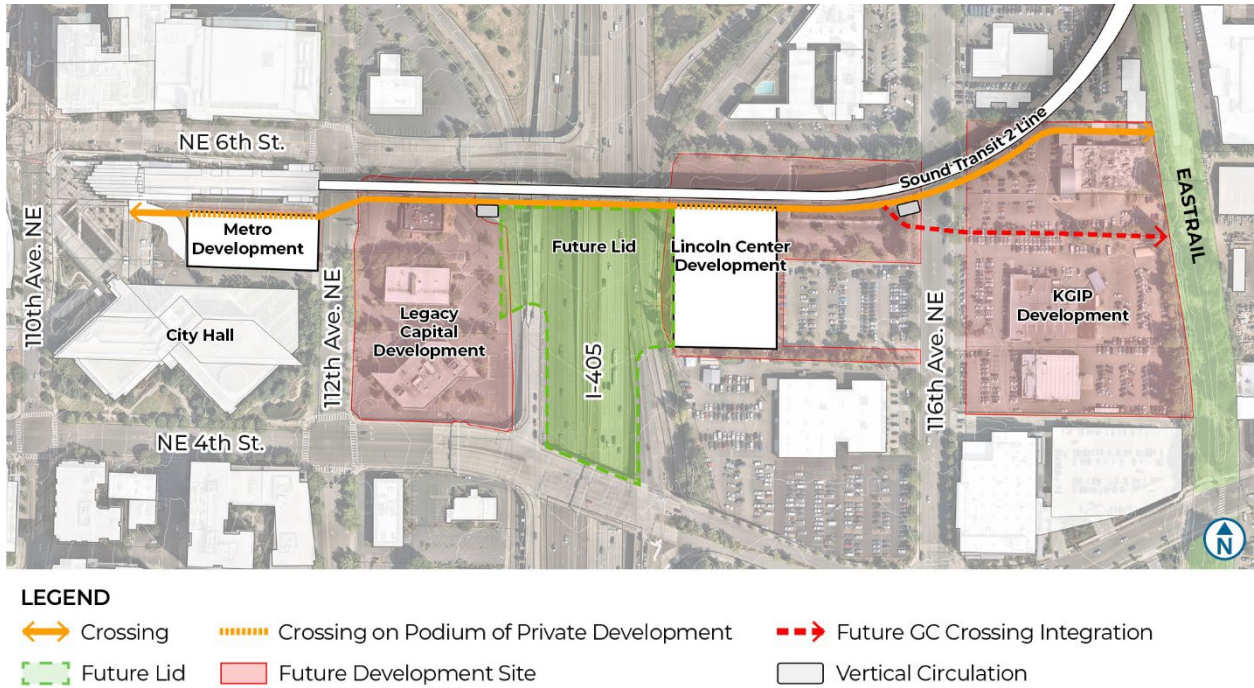 NE 6th St.
Sound Transit 2 Line
EASTRAIL
110th Ave. NE
Metro
Development
City Hall
112th Ave. NE
Legacy
Capital
Development
Future Lid
I-405
Lincoln Center
Development
116th Ave. NE
KGIP
Development
NE 4th St.
N
LEGEND
Crossing
Crossing on Podium of Private Development
Future GC Crossing Integration
Future Lid
Future Development Site
Vertical Circulation